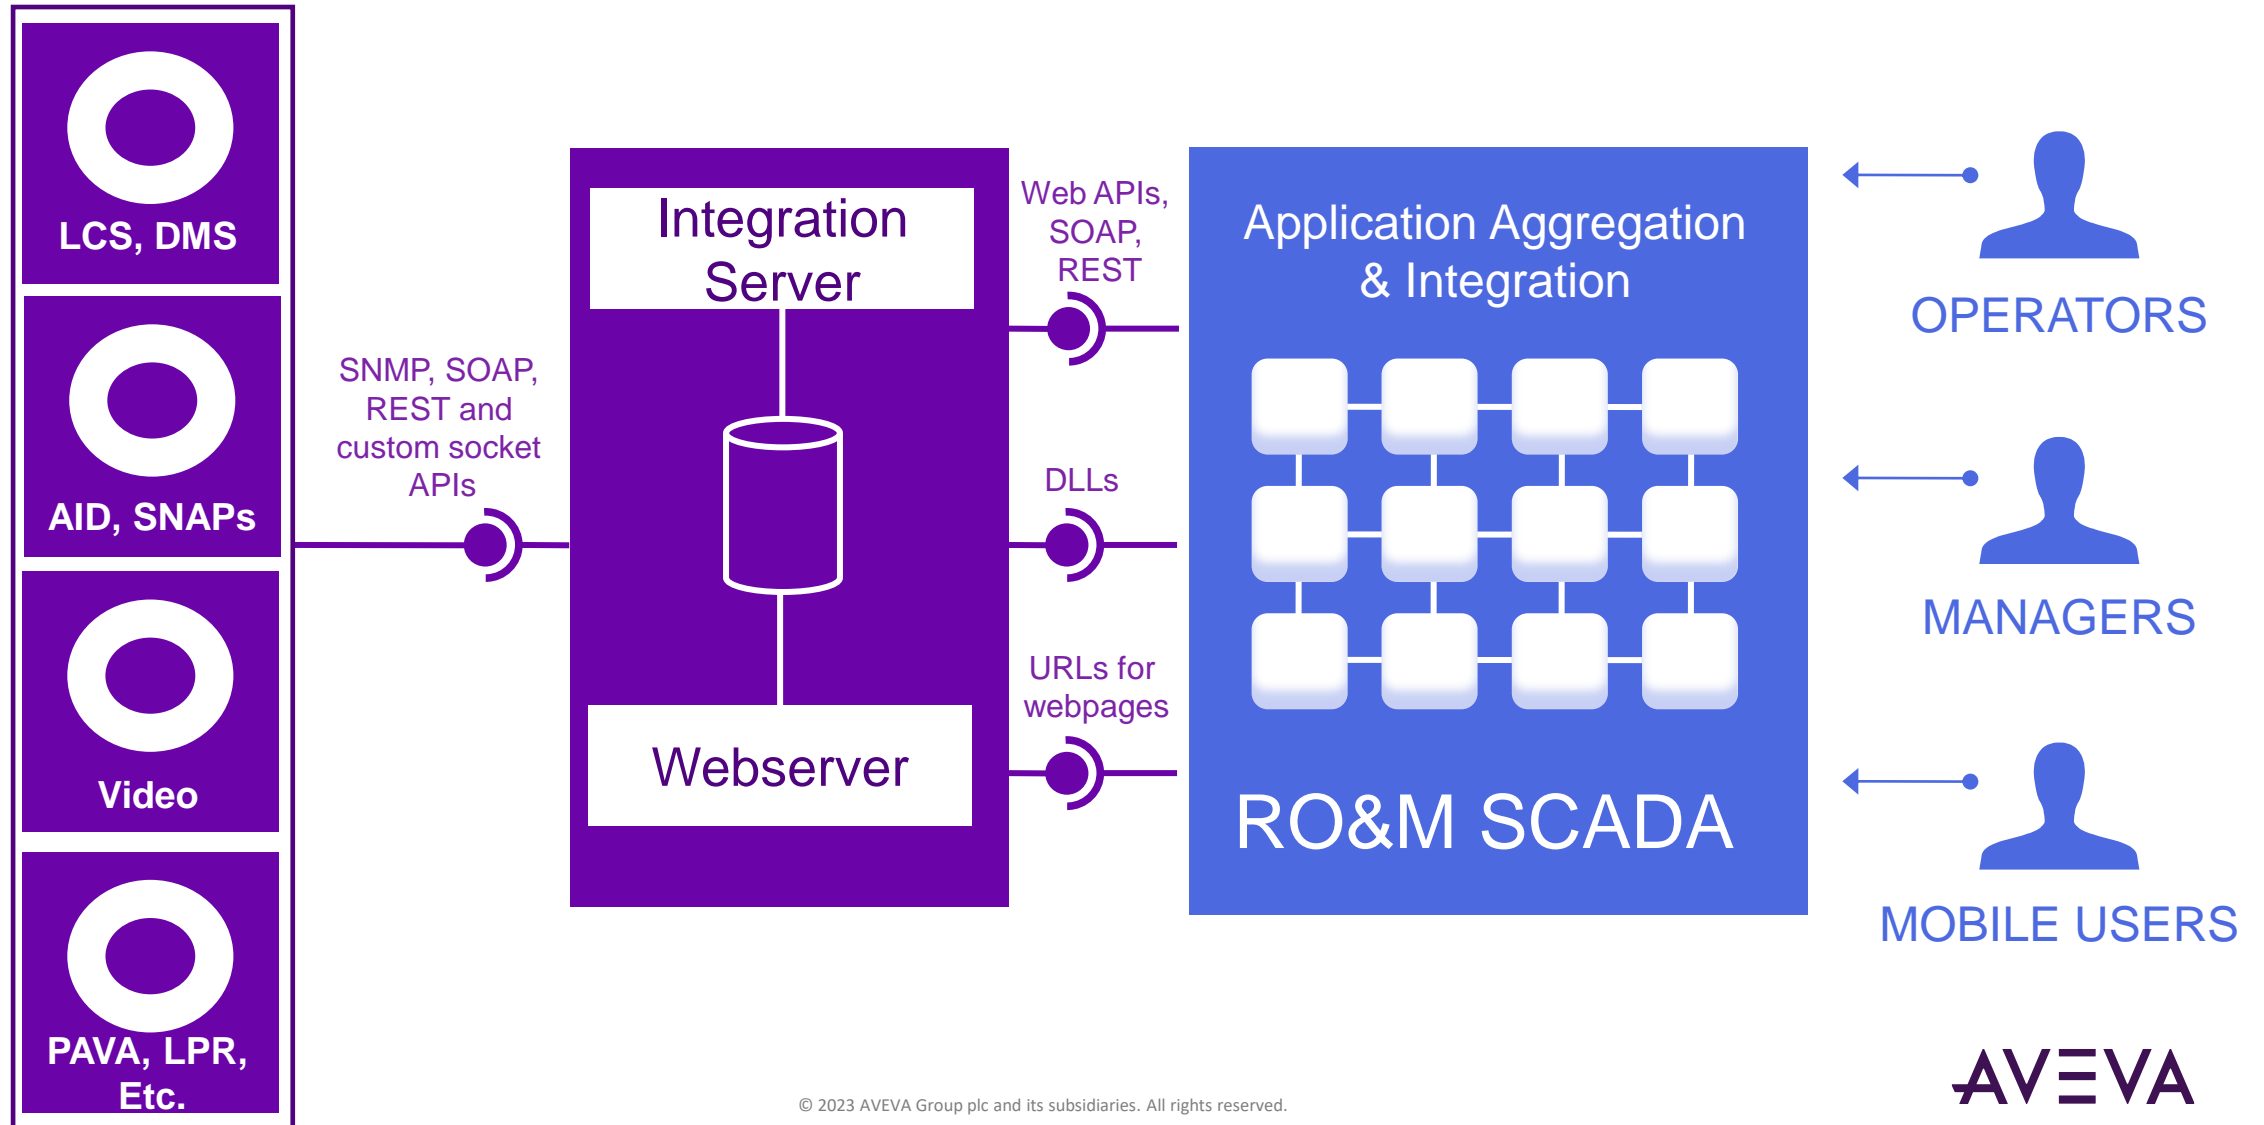 LCS, DMS
AID, SNAPs
Video
PAVA, LPR,
Etc.
SNMP, SOAP,
REST and
custom socket
APIs
Integration
Server
Webserver
Web APIs,
SOAP,
REST
DLLs
URLs for
webpages
Application Aggregation
& Integration
RO&M SCADA
OPERATORS
MANAGERS
MOBILE USERS
© 2023 AVEVA Group plc and its subsidiaries. All rights reserved.
AVEVA